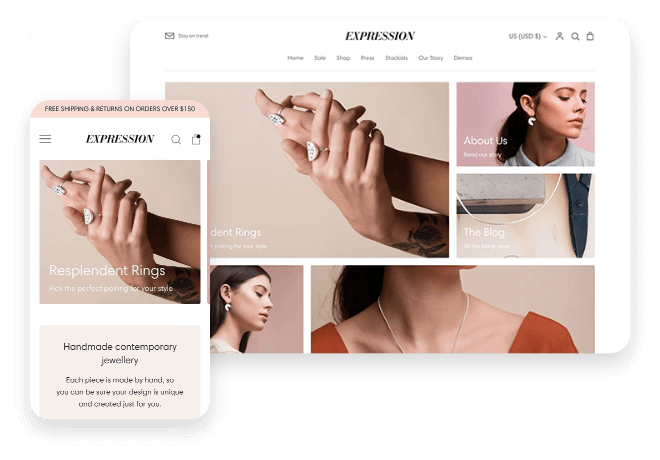 Stay on trend
EXPRESSION
US (USD $)
Home Sale Shop Press Stockists Our Story Demos
FREE SHIPPING & RETURNS ON ORDERS OVER $150
EXPRESSION
About Us
Read our story
dent Rings
pairing for your style
The Blog
All the latest news
Resplendent Rings
Pick the perfect pairing for your style
Handmade contemporary
jewellery
Each piece is made by hand, so
you can be sure your design is unique
and created just for you.